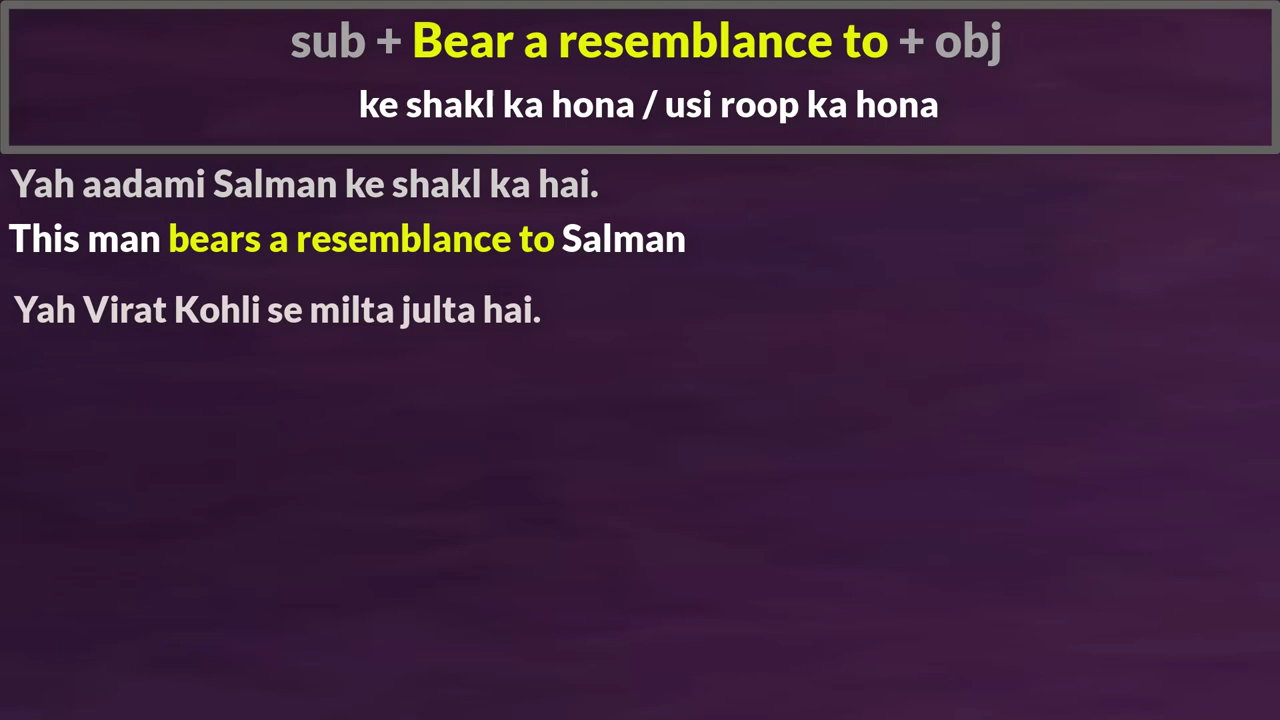 sub + Bear a resemblance to + obj
ke shakl ka hona / usi roop ka hona
Yah aadami Salman ke shakl ka hai.
This man bears a resemblance to Salman
Yah Virat Kohli se milta julta hai.